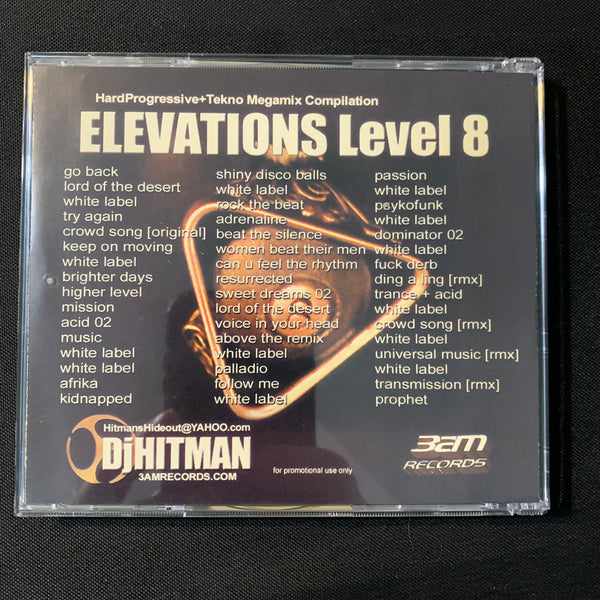 HardProgressive+Tekno Megamix Compilation
ELEVATIONS Level 8
go back
lord of the desert
white label
try again
crowd song [original]
keep on moving
white label
brighter days
higher level
mission
acid 02
music
white label
white label
afrika
kidnapped
shiny disco balls
white label
rock the beat
adrenaline
beat the silence
women beat their men
can u feel the rhythm
resurrected
sweet dreams 02
lord of the desert
voice in your head
above the remix
white label
palladio
follow me
white label
passion
white label
psykofunk
white label
dominator 02
white label
fuck derb
ding a ling [rmx]
trance + acid
white label
crowd song [rmx]
white label
universal music [rmx]
white label
transmission [rmx]
prophet
HitmansHideout@YAHOO.com
DjHITMAN
3AMRECORDS.COM
for promotional use only
3am
RECORDS